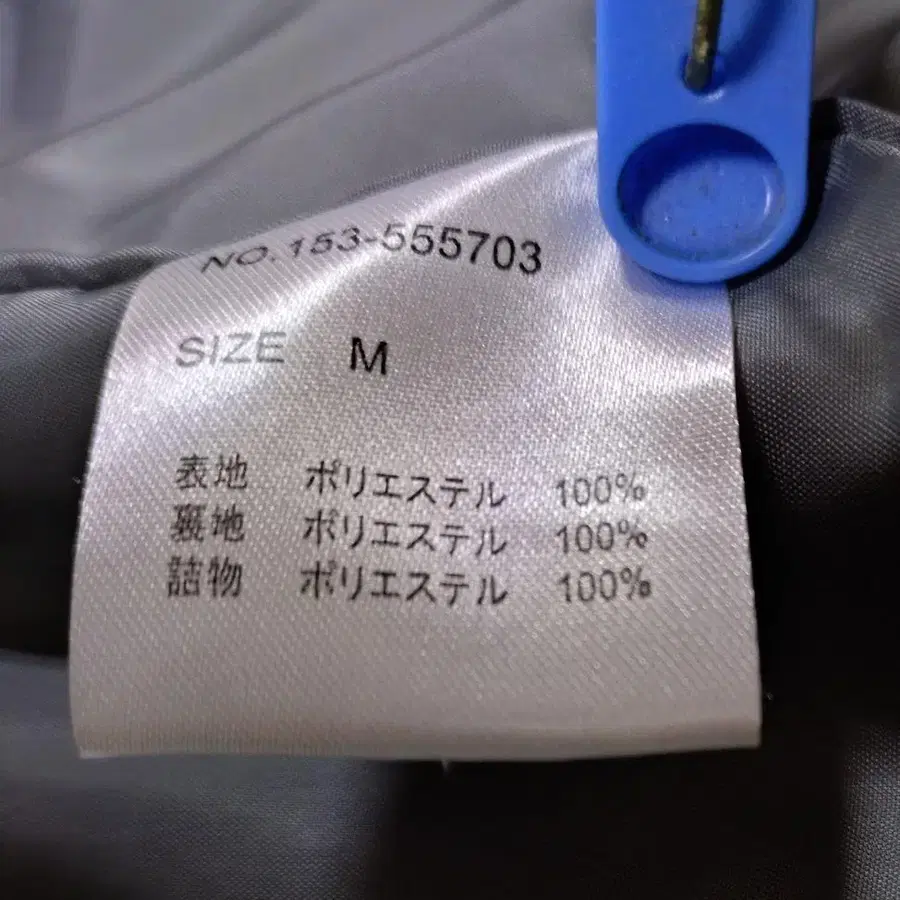 NO.153-555703
SIZE M
表地 ポリエステル 100%
裏地 ポリエステル 100%
詰物 ポリエステル 100%